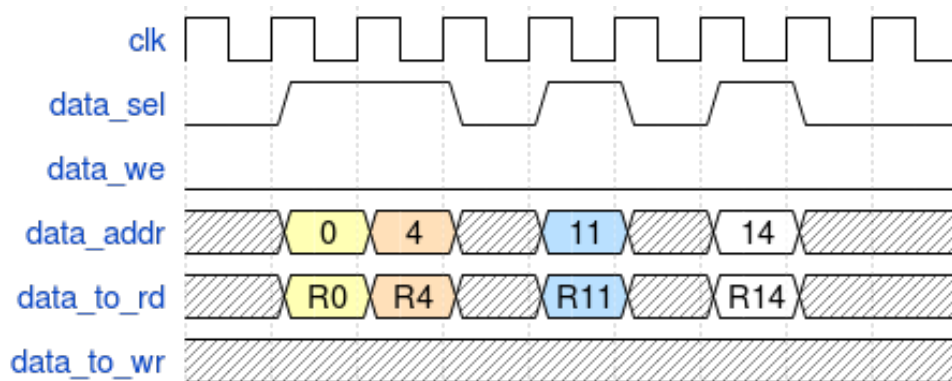 clk
data_sel
data_we
data_addr 0 4 11 14
data_to_rd R0 R4 R11 R14
data_to_wr